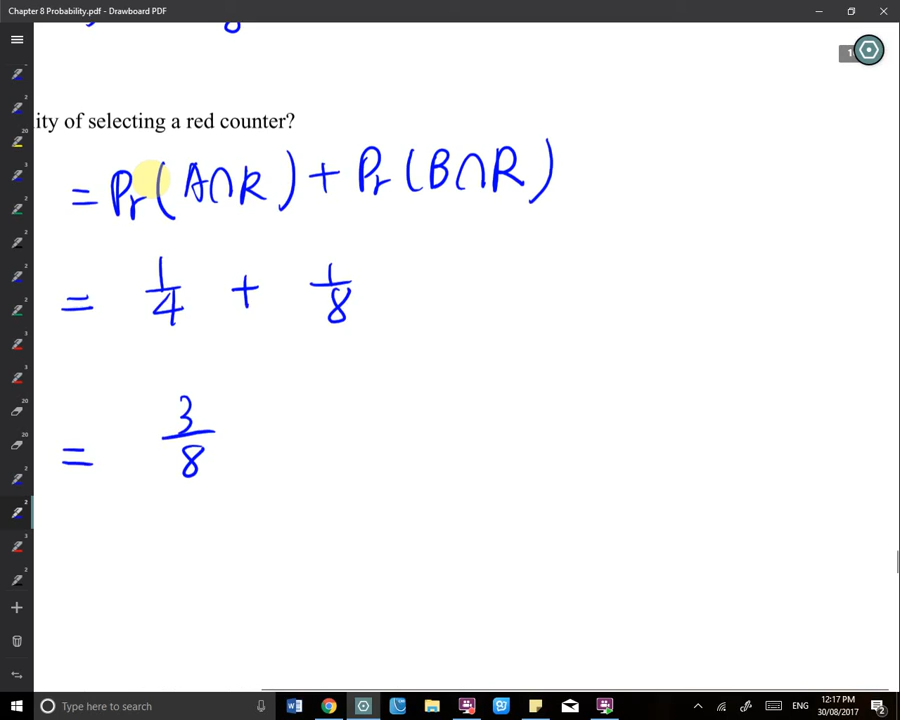 Chapter 8 Probability.pdf - Drawboard PDF
ity of selecting a red counter?
= Pr(A∩R) + Pr(B∩R)
= 1/4 + 1/8
= 3/8
Type here to search
ENG
12:17 PM
30/08/2017